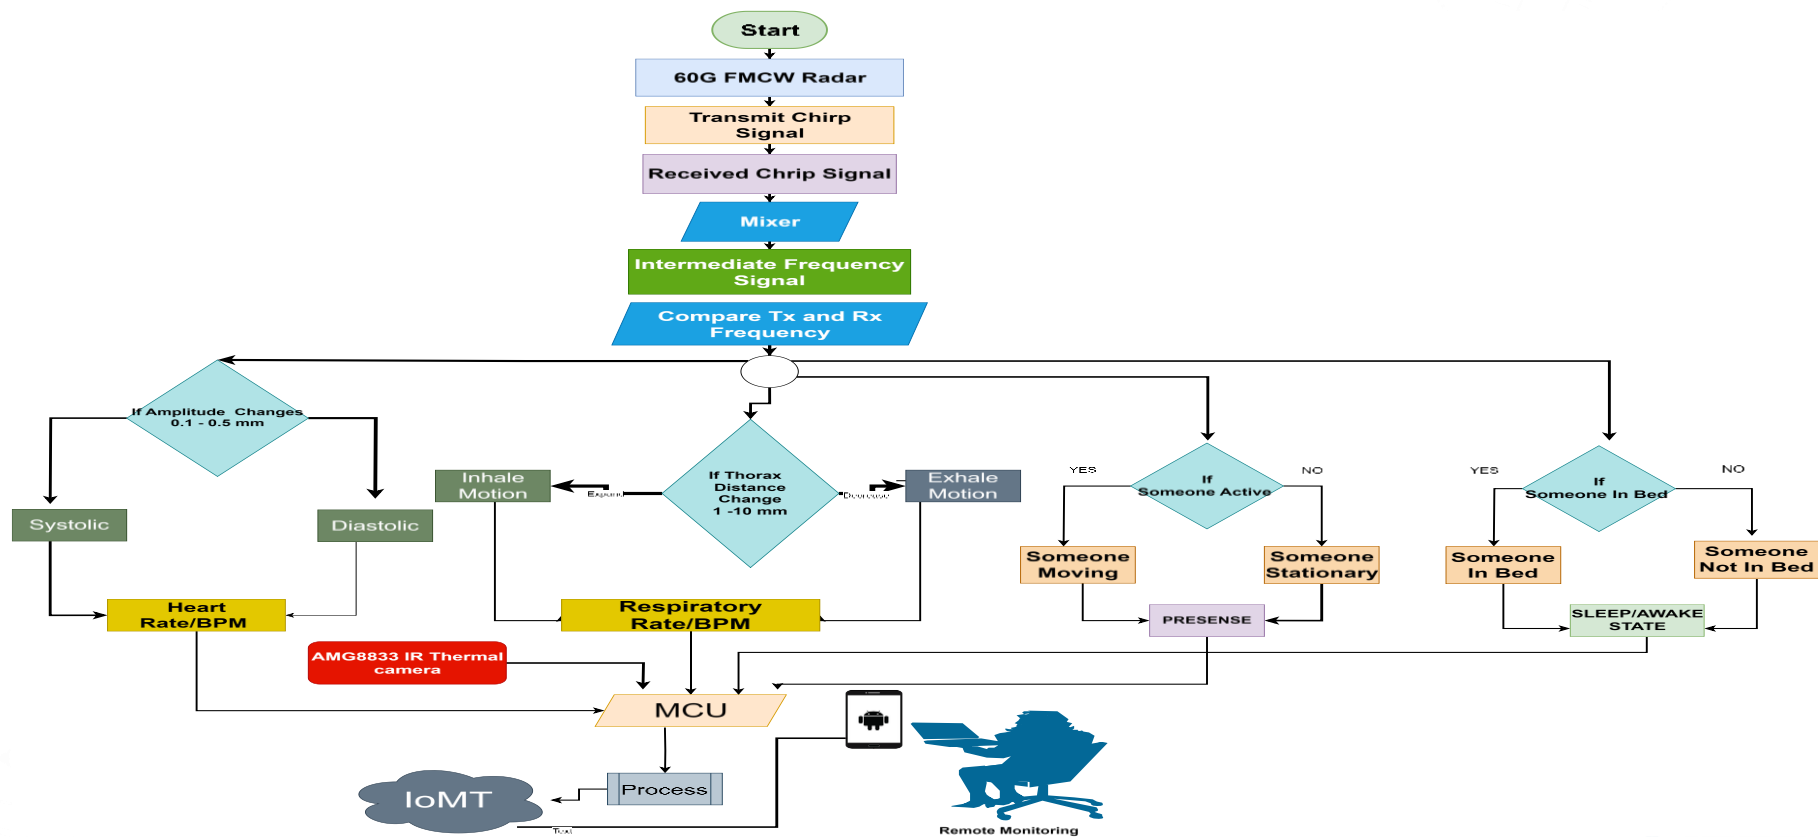 Start
60G FMCW Radar
Transmit Chirp
Signal
Received Chrip Signal
Mixer
Intermediate Frequency
Signal
Compare Tx and Rx
Frequency
If Amplitude Changes
0.1 - 0.5 mm
Systolic
Diastolic
Heart
Rate/BPM
If Thorax
Distance
Change
1 -10 mm
Inhale
Motion
Expand
Decrease
Exhale
Motion
Respiratory
Rate/BPM
If
Someone Active
YES
NO
Someone
Moving
Someone
Stationary
PRESENSE
If
Someone In Bed
YES
NO
Someone
In Bed
Someone
Not In Bed
SLEEP/AWAKE
STATE
AMG8833 IR Thermal
camera
MCU
Process
IoMT
Text
Remote Monitoring